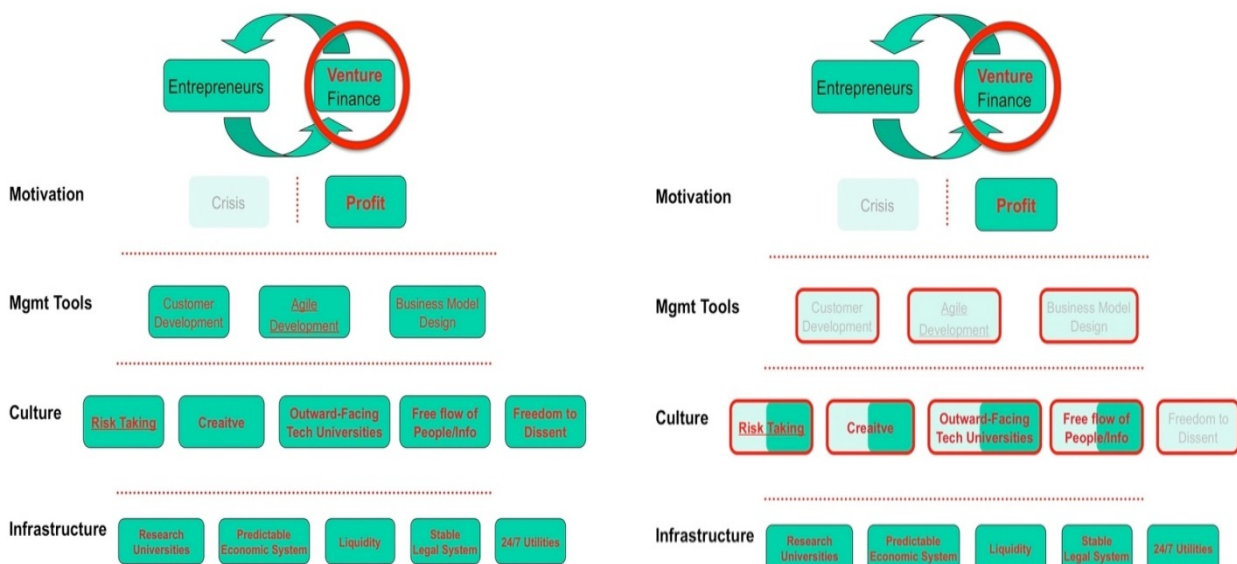 Entrepreneurs
Venture
Finance
Motivation
Crisis
Profit
Mgmt Tools
Customer
Development
Agile
Development
Business Model
Design
Culture
Risk Taking
Creaitve
Outward-Facing
Tech Universities
Free flow of
People/Info
Freedom to
Dissent
Infrastructure
Research
Universities
Predictable
Economic System
Liquidity
Stable
Legal System
24/7 Utilities
Entrepreneurs
Venture
Finance
Motivation
Crisis
Profit
Mgmt Tools
Customer
Development
Agile
Development
Business Model
Design
Culture
Risk Taking
Creaitve
Outward-Facing
Tech Universities
Free flow of
People/Info
Freedom to
Dissent
Infrastructure
Research
Universities
Predictable
Economic System
Liquidity
Stable
Legal System
24/7 Utilities